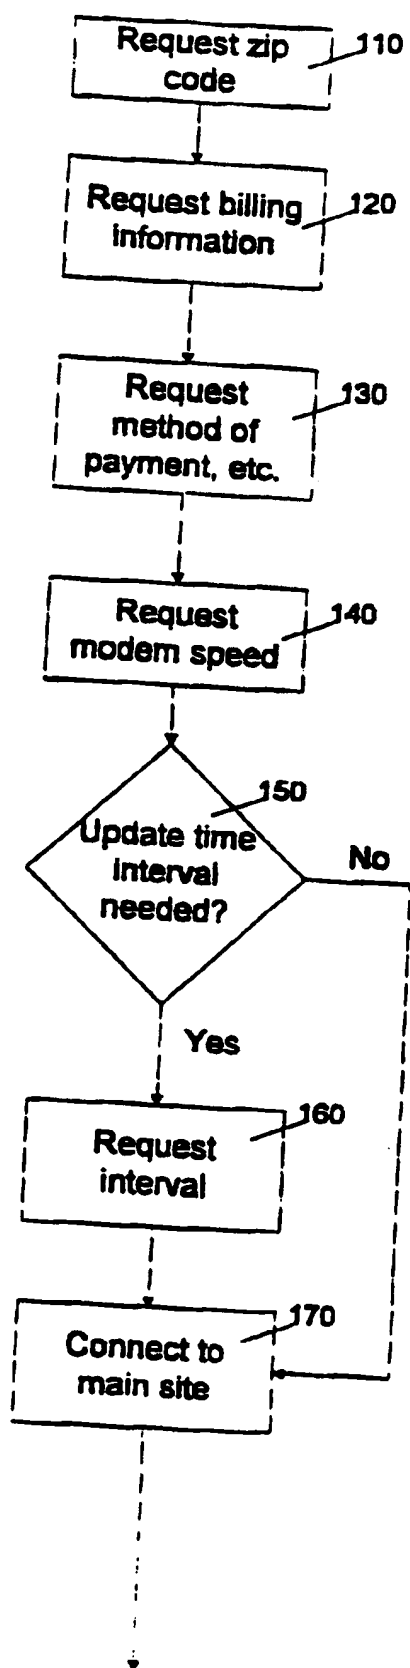 Request zip
code
110
Request billing
information
120
Request
method of
payment, etc.
130
Request
modem speed
140
150
Update time
interval
needed?
No
Yes
160
Request
interval
170
Connect to
main site